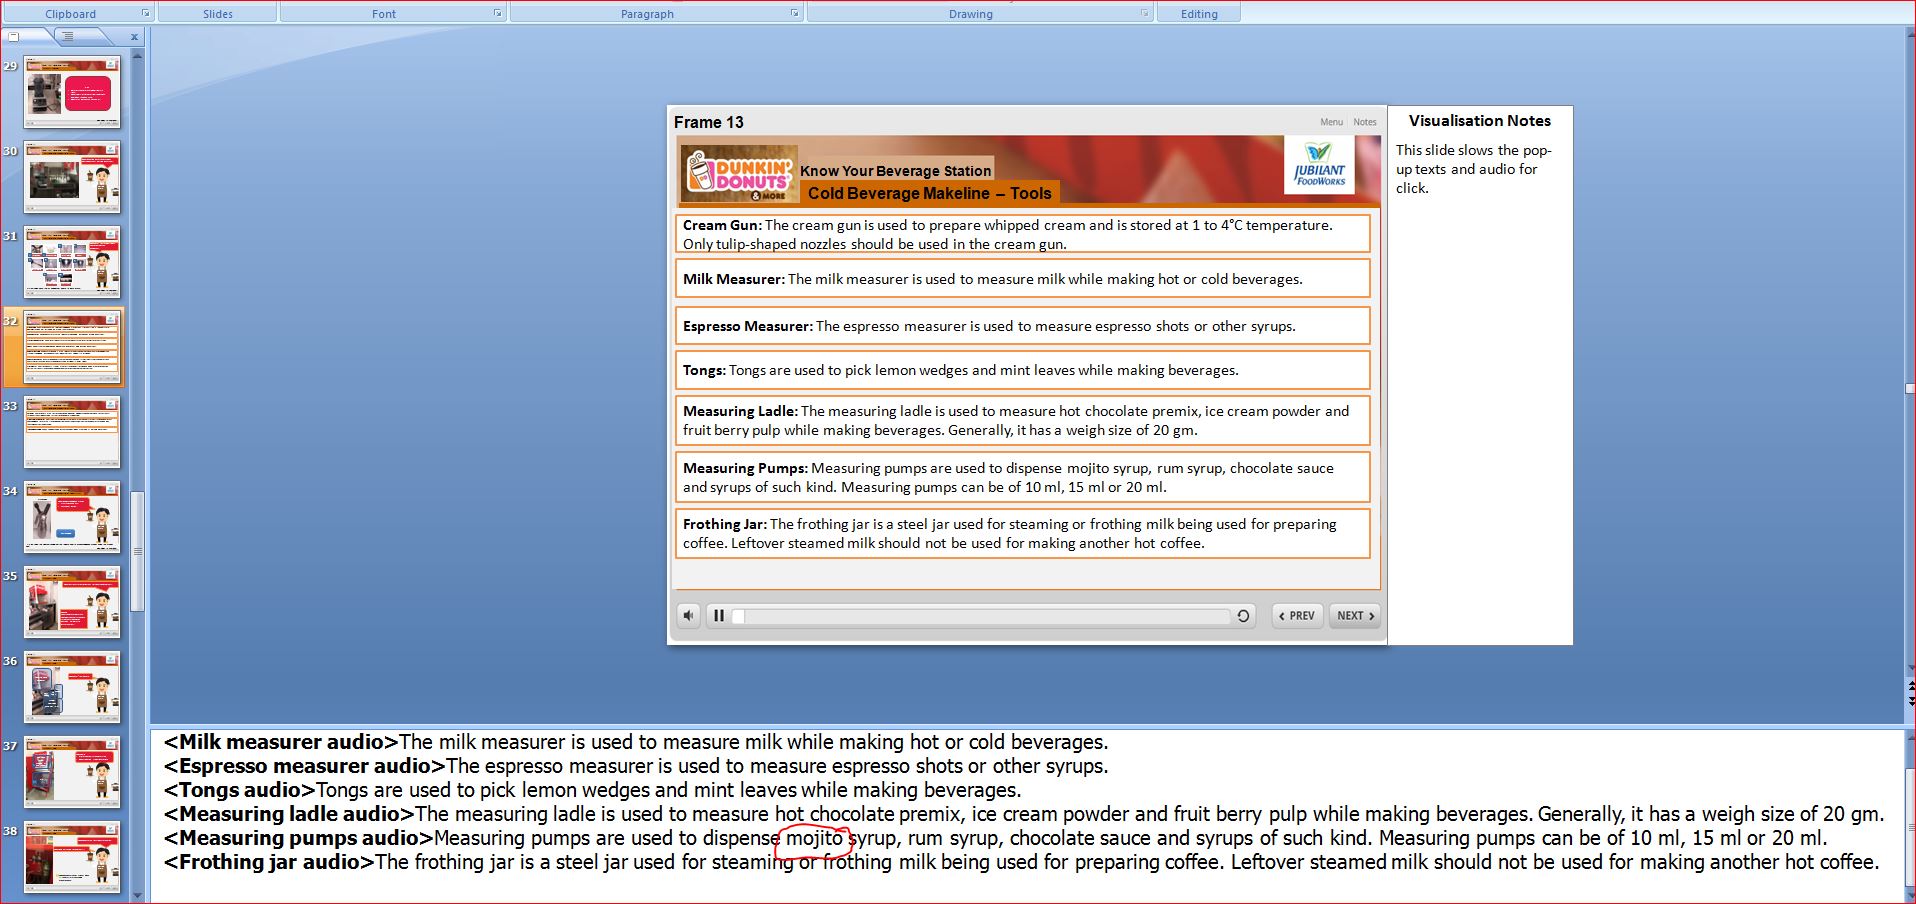 Clipboard
Slides
Font
Paragraph
Drawing
Editing
29
30
31
32
33
34
35
36
37
38
Frame 13
Menu
Notes
DUNKIN'
DONUTS
& MORE
Know Your Beverage Station
Cold Beverage Makeline – Tools
JUBILANT
FOODWORKS
Cream Gun: The cream gun is used to prepare whipped cream and is stored at 1 to 4°C temperature.
Only tulip-shaped nozzles should be used in the cream gun.
Milk Measurer: The milk measurer is used to measure milk while making hot or cold beverages.
Espresso Measurer: The espresso measurer is used to measure espresso shots or other syrups.
Tongs: Tongs are used to pick lemon wedges and mint leaves while making beverages.
Measuring Ladle: The measuring ladle is used to measure hot chocolate premix, ice cream powder and
fruit berry pulp while making beverages. Generally, it has a weigh size of 20 gm.
Measuring Pumps: Measuring pumps are used to dispense mojito syrup, rum syrup, chocolate sauce
and syrups of such kind. Measuring pumps can be of 10 ml, 15 ml or 20 ml.
Frothing Jar: The frothing jar is a steel jar used for steaming or frothing milk being used for preparing
coffee. Leftover steamed milk should not be used for making another hot coffee.
PREV
NEXT
Visualisation Notes
This slide slows the pop-
up texts and audio for
click.
<Milk measurer audio>The milk measurer is used to measure milk while making hot or cold beverages.
<Espresso measurer audio>The espresso measurer is used to measure espresso shots or other syrups.
<Tongs audio>Tongs are used to pick lemon wedges and mint leaves while making beverages.
<Measuring ladle audio>The measuring ladle is used to measure hot chocolate premix, ice cream powder and fruit berry pulp while making beverages. Generally, it has a weigh size of 20 gm.
<Measuring pumps audio>Measuring pumps are used to dispense mojito syrup, rum syrup, chocolate sauce and syrups of such kind. Measuring pumps can be of 10 ml, 15 ml or 20 ml.
<Frothing jar audio>The frothing jar is a steel jar used for steaming or frothing milk being used for preparing coffee. Leftover steamed milk should not be used for making another hot coffee.